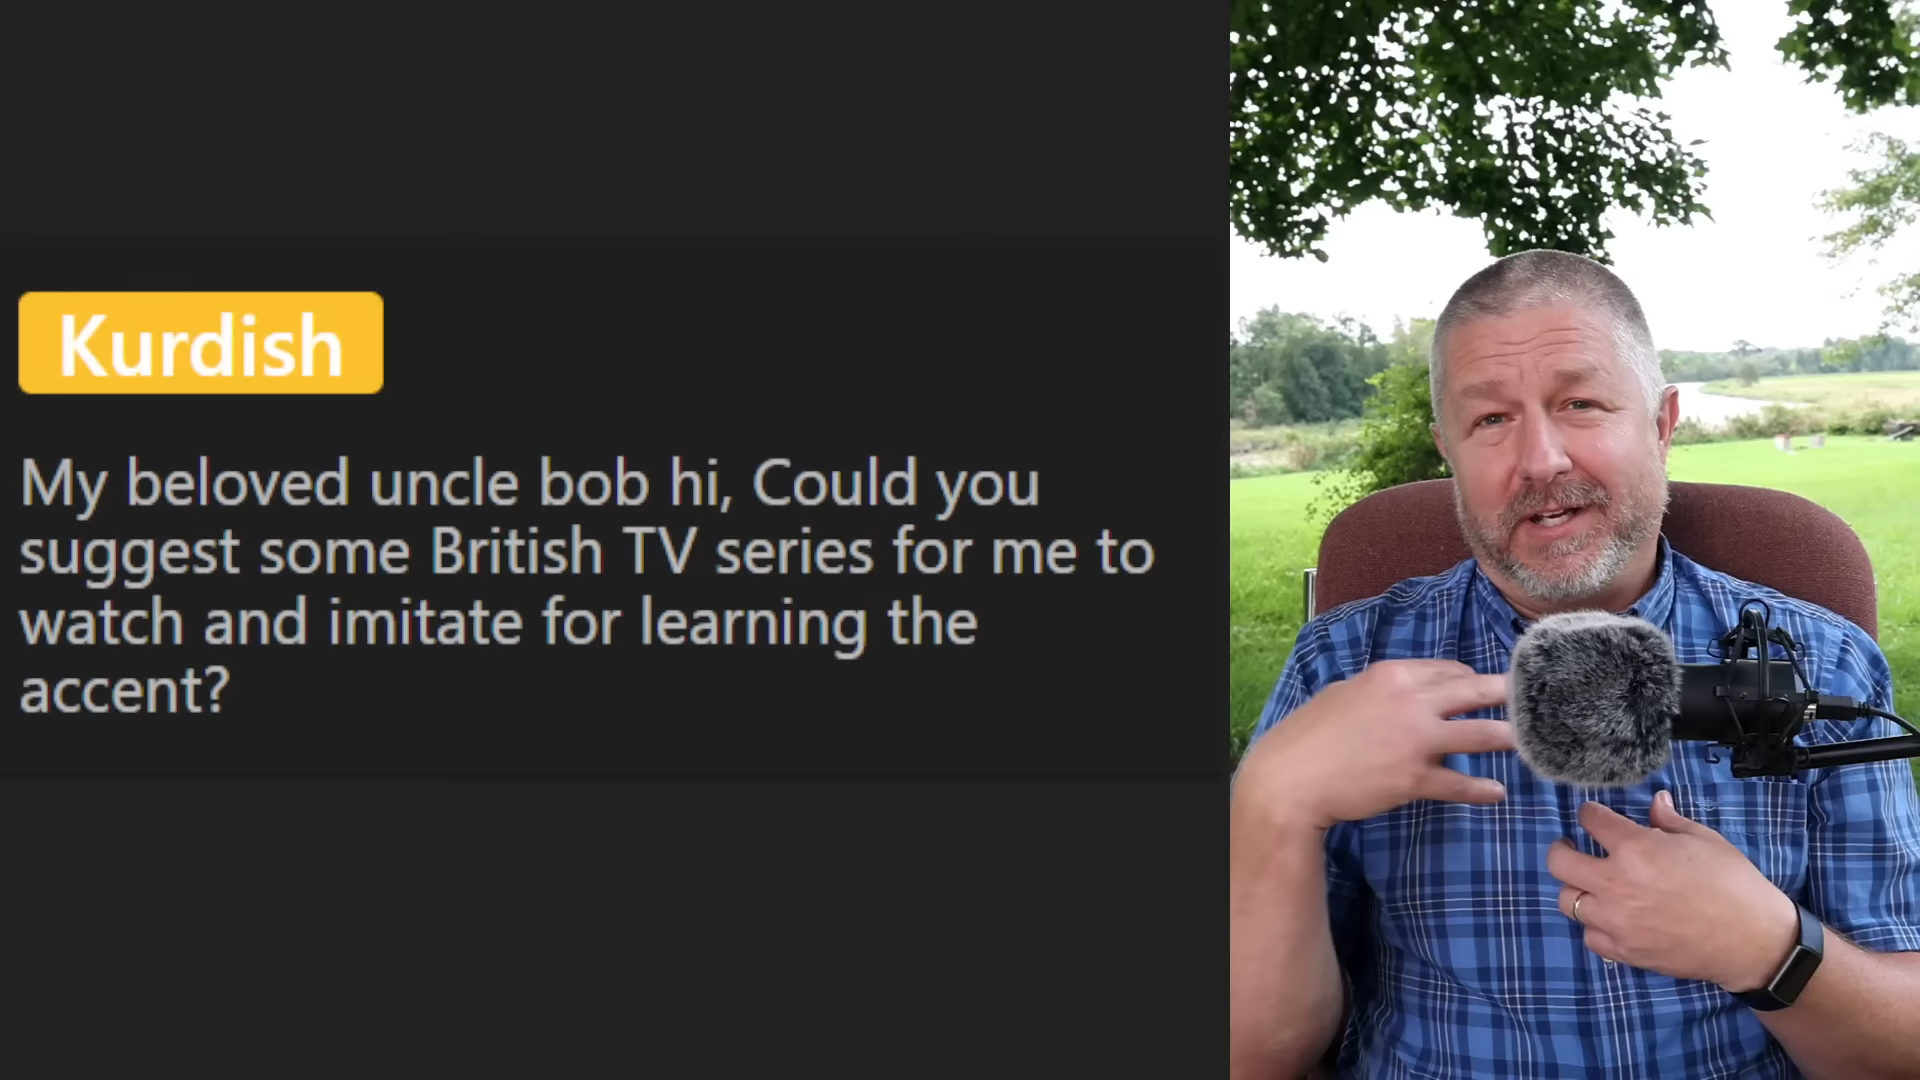 Kurdish
My beloved uncle bob hi, Could you
suggest some British TV series for me to
watch and imitate for learning the
accent?